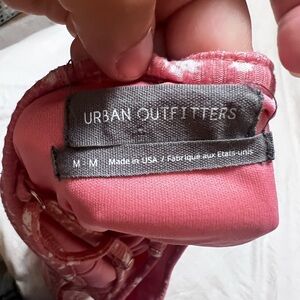 URBAN OUTFITTERS
M - M Made in USA / Fabriqué aux Etats-unis